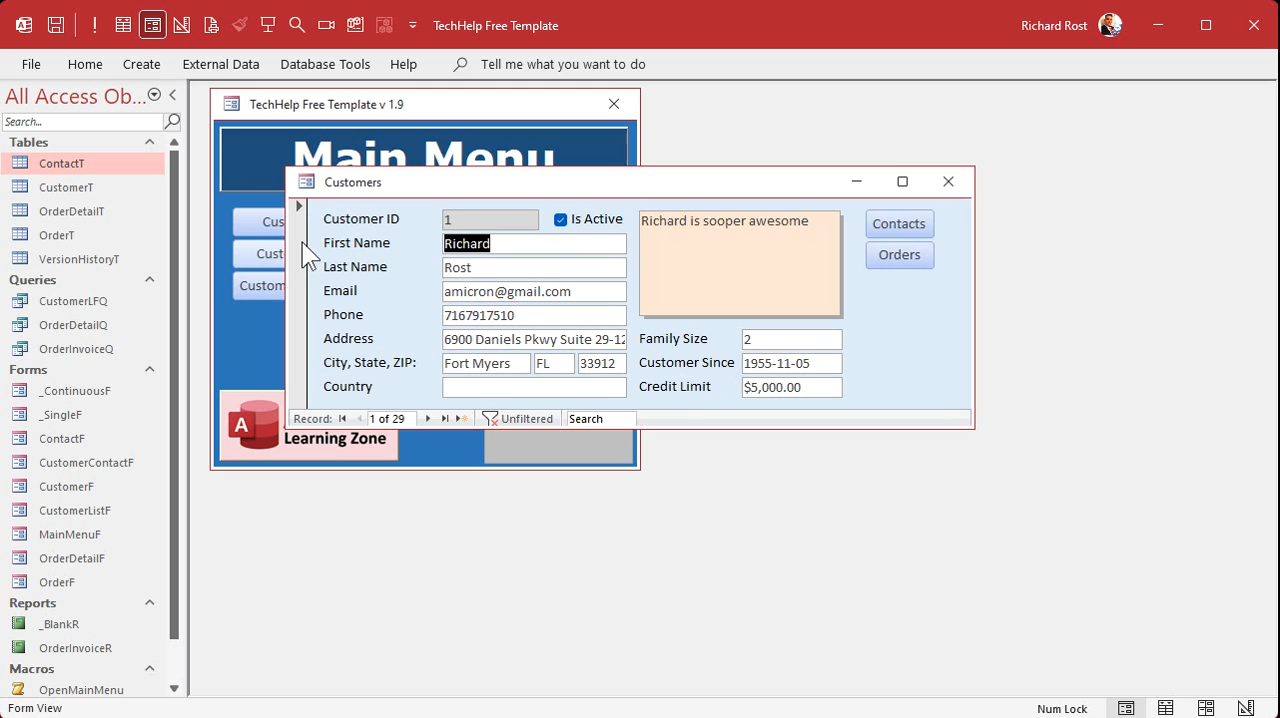 TechHelp Free Template
Richard Rost
File Home Create External Data Database Tools Help Tell me what you want to do
All Access Ob...
Search...
Tables
ContactT
CustomerT
OrderDetailT
OrderT
VersionHistoryT
Queries
CustomerLFQ
OrderDetailQ
OrderInvoiceQ
Forms
_ContinuousF
_SingleF
ContactF
CustomerContactF
CustomerF
CustomerListF
MainMenuF
OrderDetailF
OrderF
Reports
_BlankR
OrderInvoiceR
Macros
OpenMainMenu
TechHelp Free Template v 1.9
Main Menu
Cus
Cust
Custom
A
Learning Zone
Customers
Customer ID 1 Is Active
First Name Richard
Last Name Rost
Email amicron@gmail.com
Phone 7167917510
Address 6900 Daniels Pkwy Suite 29-12
City, State, ZIP: Fort Myers FL 33912
Country
Richard is sooper awesome
Family Size 2
Customer Since 1955-11-05
Credit Limit $5,000.00
Contacts
Orders
Record: 1 of 29 Unfiltered Search
Form View
Num Lock